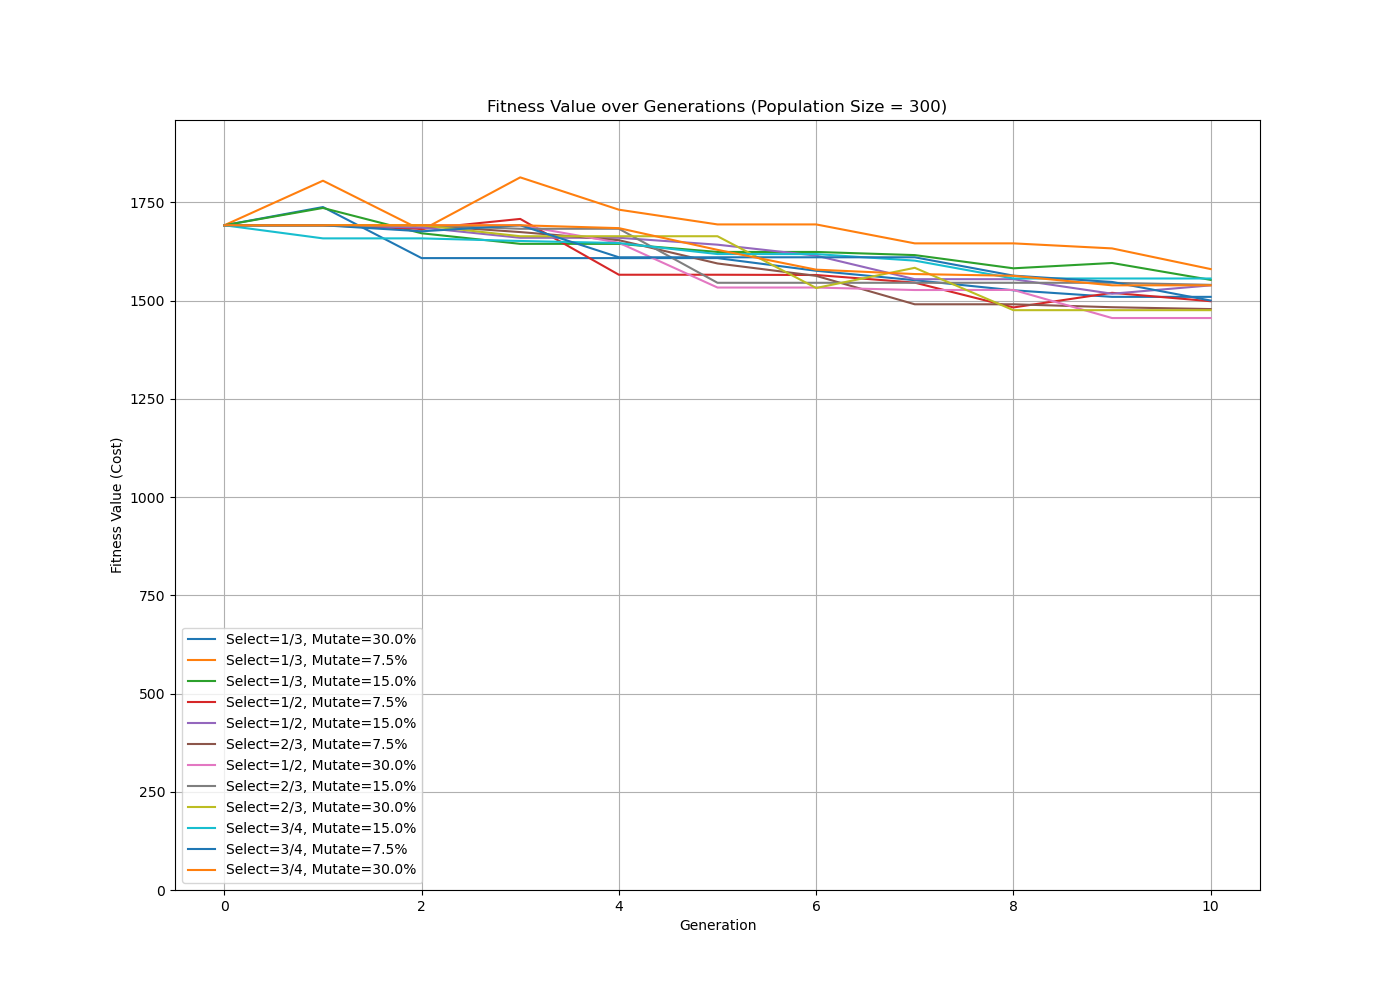 Fitness Value over Generations (Population Size = 300)
1750
1500
1250
1000
750
500
250
0
Fitness Value (Cost)
Select=1/3, Mutate=30.0%
Select=1/3, Mutate=7.5%
Select=1/3, Mutate=15.0%
Select=1/2, Mutate=7.5%
Select=1/2, Mutate=15.0%
Select=2/3, Mutate=7.5%
Select=1/2, Mutate=30.0%
Select=2/3, Mutate=15.0%
Select=2/3, Mutate=30.0%
Select=3/4, Mutate=15.0%
Select=3/4, Mutate=7.5%
Select=3/4, Mutate=30.0%
0 2 4 6 8 10
Generation